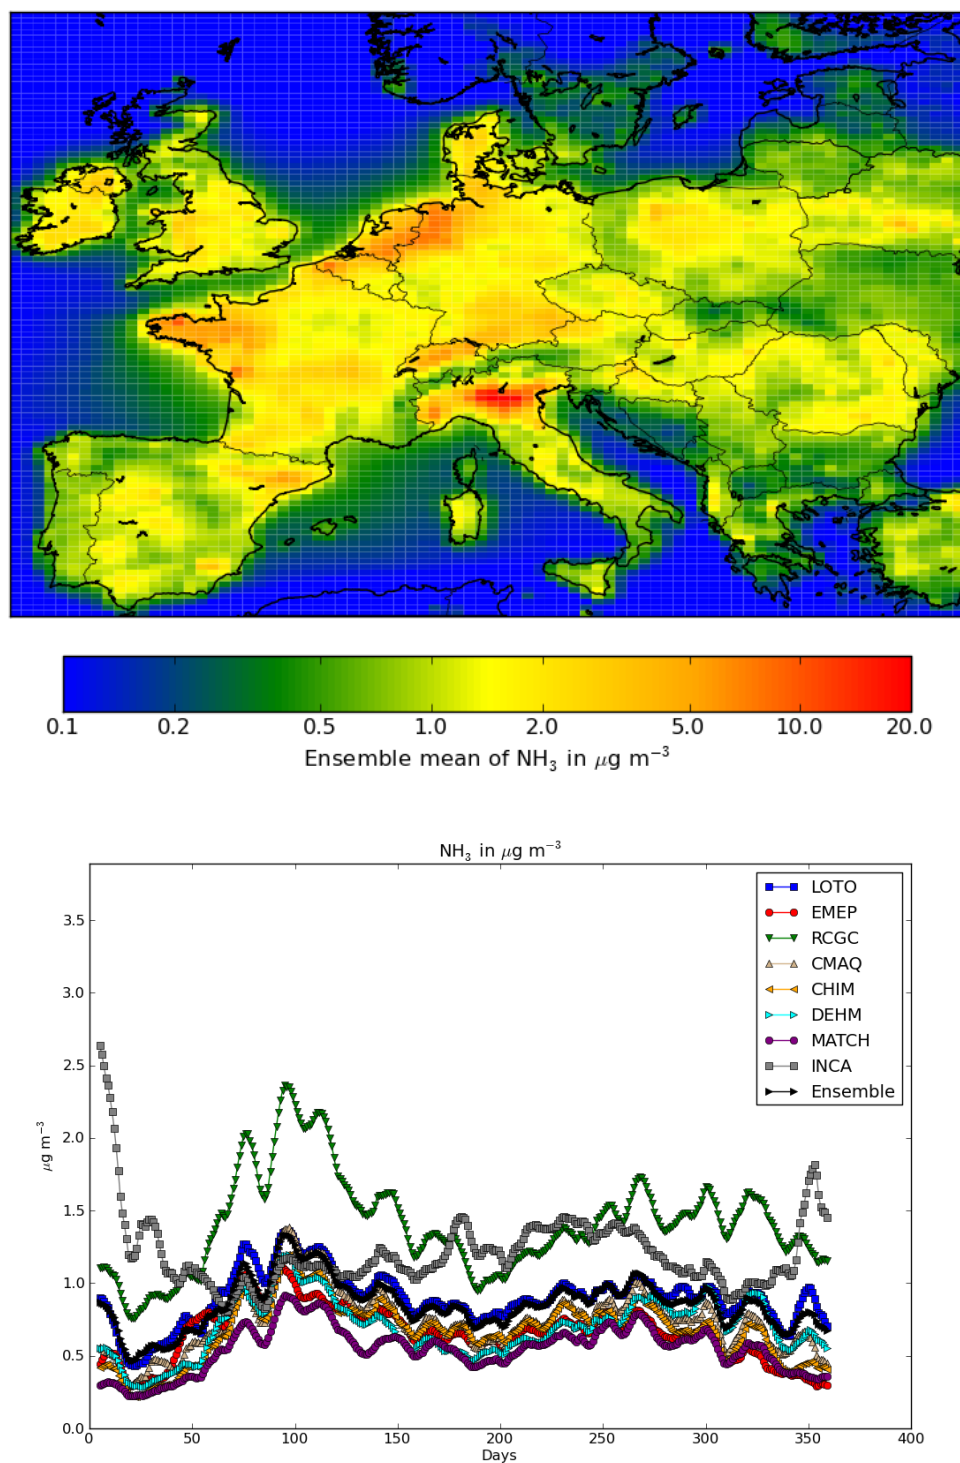 0.1 0.2 0.5 1.0 2.0 5.0 10.0 20.0
Ensemble mean of NH₃ in μg m⁻³
NH₃ in μg m⁻³
3.5
3.0
2.5
2.0
1.5
1.0
0.5
0.0
μg m⁻³
LOTO
EMEP
RCGC
CMAQ
CHIM
DEHM
MATCH
INCA
Ensemble
0 50 100 150 200 250 300 350 400
Days